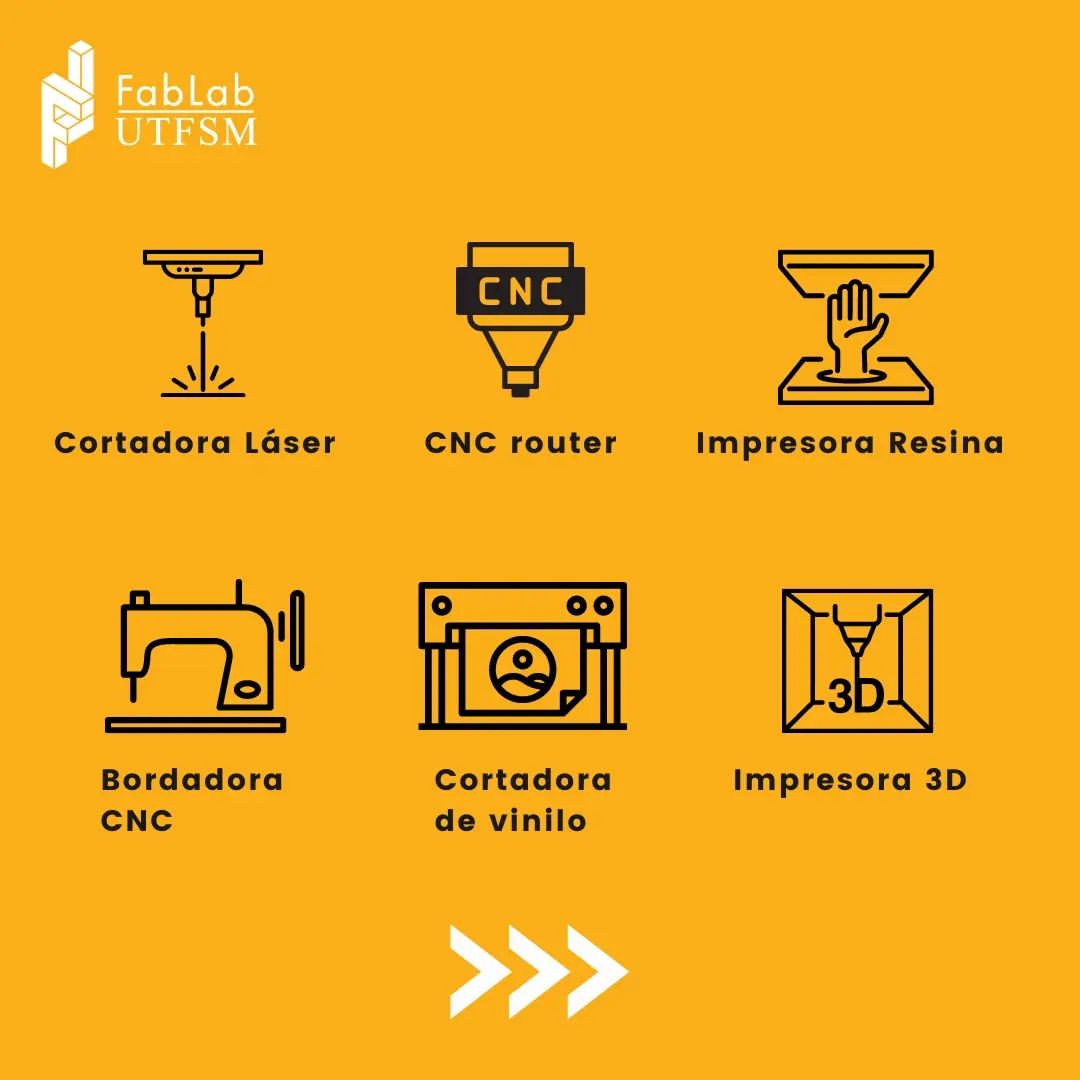 FabLab
UTFSM
CNC
Cortadora Láser
CNC router
Impresora Resina
3D
Bordadora
CNC
Cortadora
de vinilo
Impresora 3D